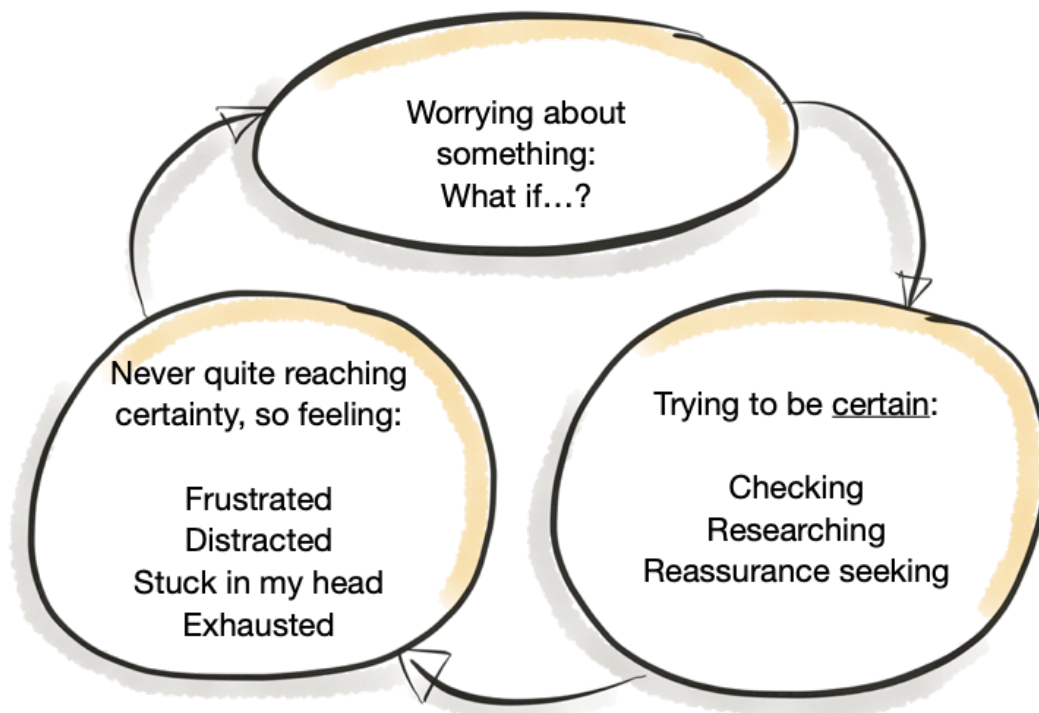 Worrying about
something:
What if…?
Trying to be certain:
Checking
Researching
Reassurance seeking
Never quite reaching
certainty, so feeling:
Frustrated
Distracted
Stuck in my head
Exhausted